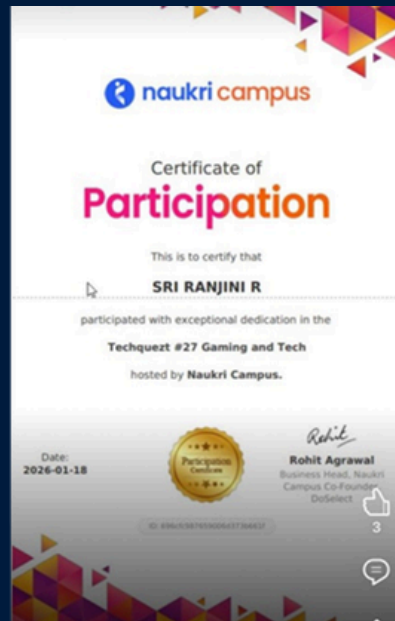 naukri campus
Certificate of
Participation
This is to certify that
SRI RANJINI R
participated with exceptional dedication in the
Techquezt #27 Gaming and Tech
hosted by Naukri Campus.
Date:
2026-01-18
Participation
Rohit
Rohit Agrawal
Business Head, Naukri
Campus Co-Founder
DoSelect
ID:
3